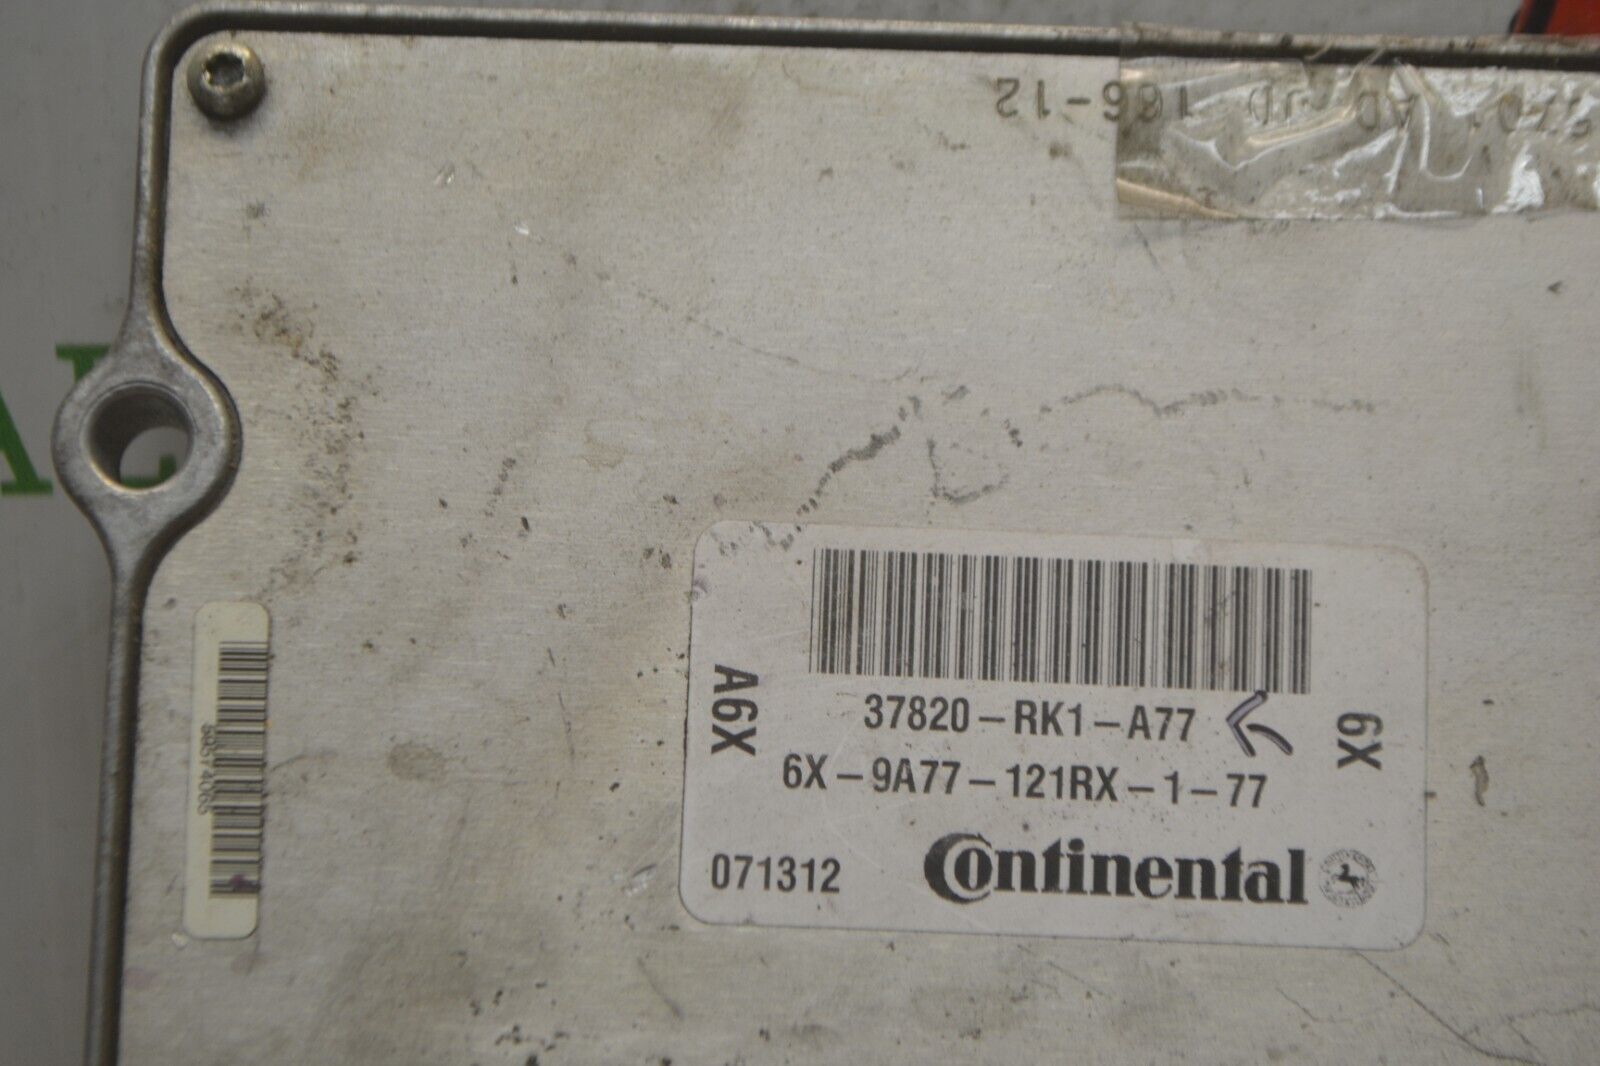 166-12
37820-RK1-A77
A6X
6X
6X-9A77-121RX-1-77
071312
Continental